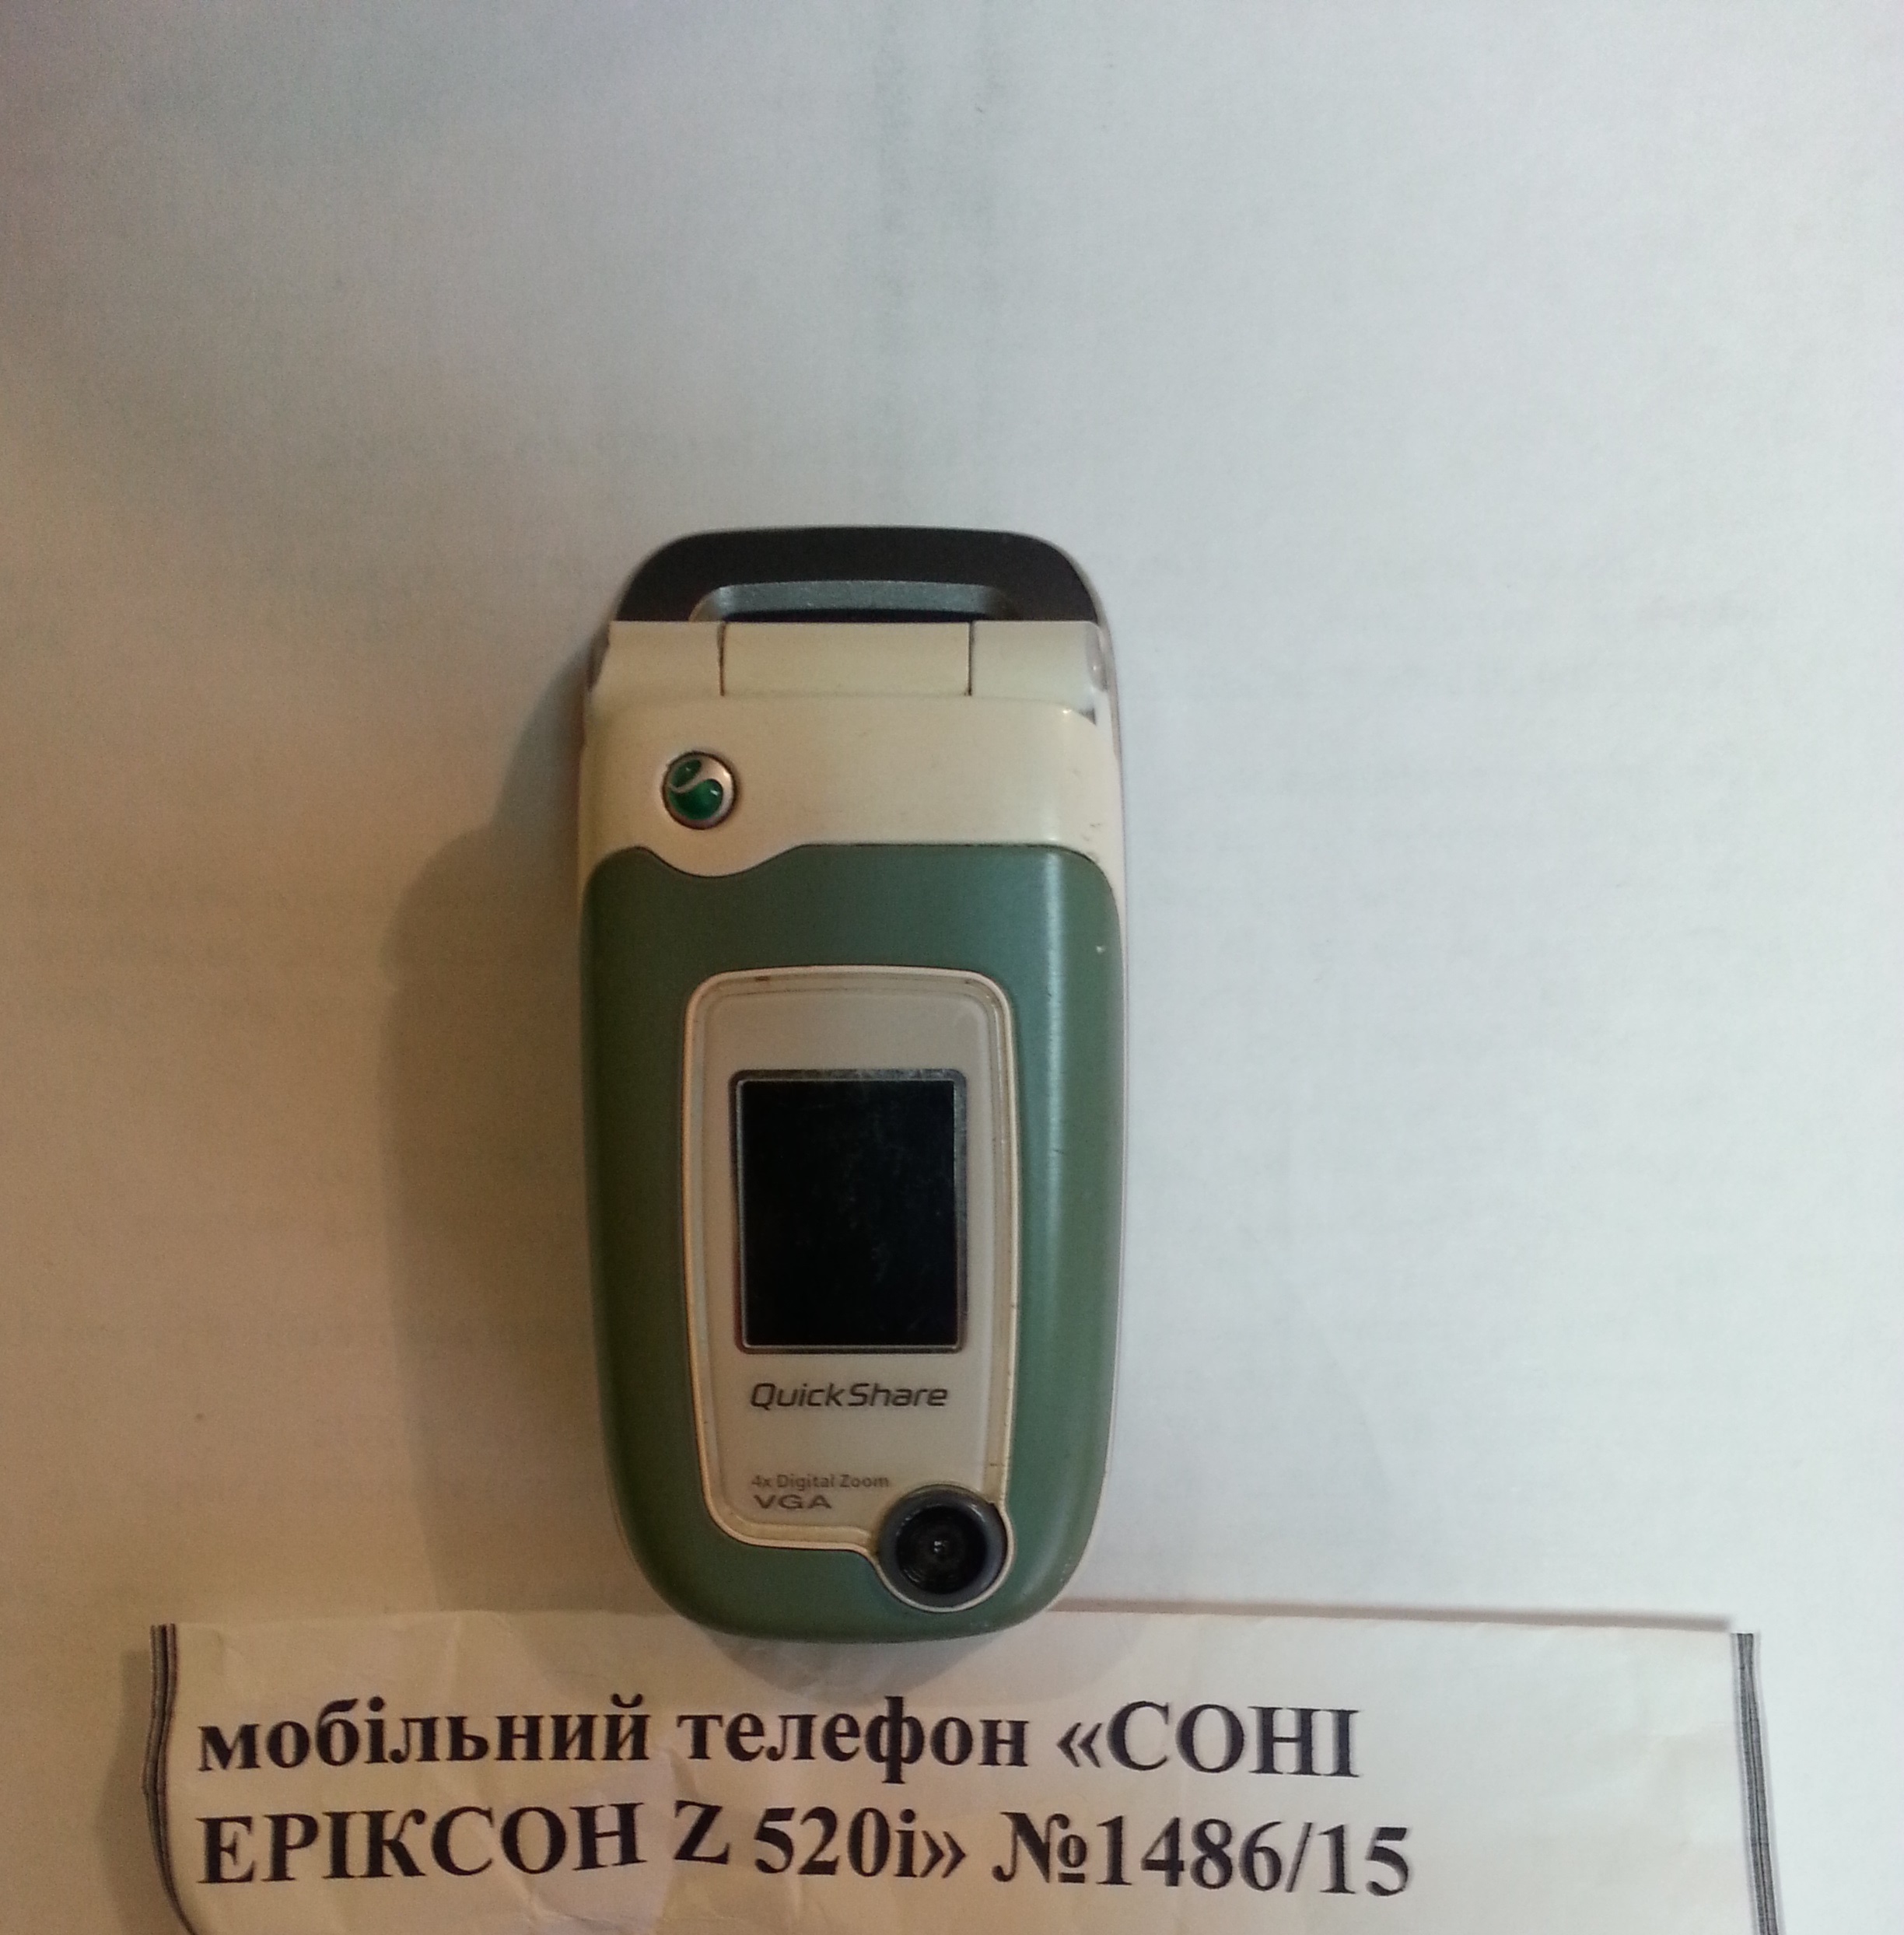 QuickShare
4x Digital Zoom
VGA
мобільний телефон «СОНІ
ЕРІКСОН Z 520i» №1486/15